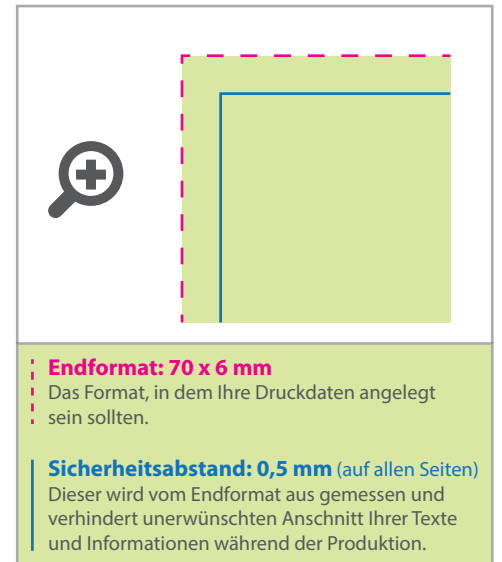 Endformat: 70 x 6 mm
Das Format, in dem Ihre Druckdaten angelegt
sein sollten.
Sicherheitsabstand: 0,5 mm (auf allen Seiten)
Dieser wird vom Endformat aus gemessen und
verhindert unerwünschten Anschnitt Ihrer Texte
und Informationen während der Produktion.